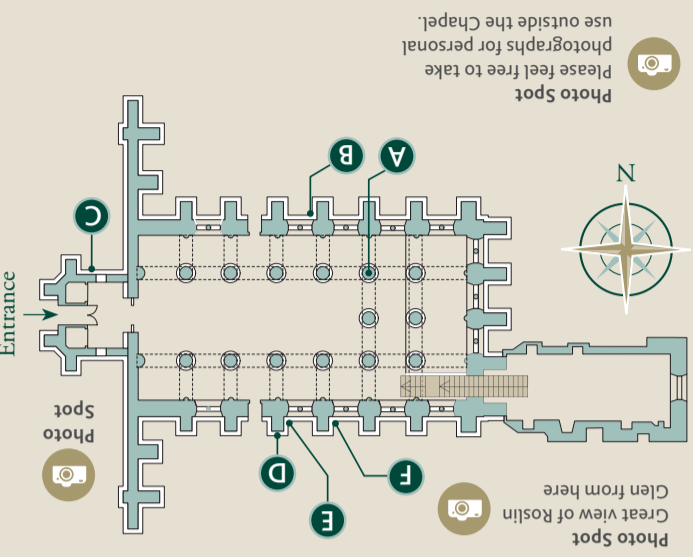 Photo Spot
Great view of Roslin
Glen from here
E
F
D
Photo
Spot
Entrance
C
N
A
B
Photo Spot
Please feel free to take
photographs for personal
use outside the Chapel.